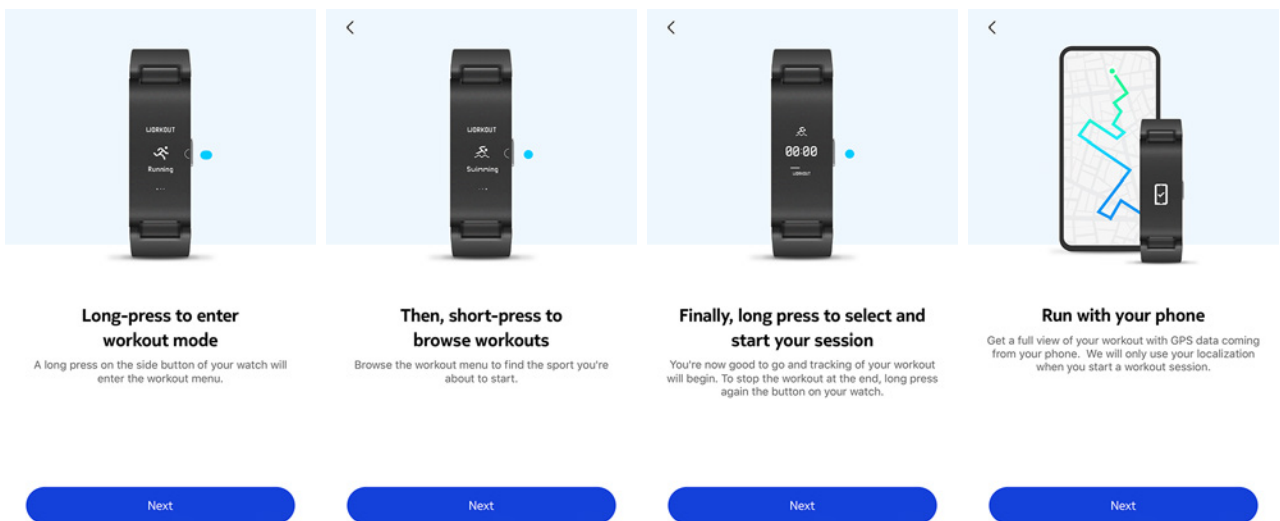 WORKOUT
Running
Long-press to enter
workout mode
A long press on the side button of your watch will
enter the workout menu.
Next
WORKOUT
Swimming
Then, short-press to
browse workouts
Browse the workout menu to find the sport you're
about to start.
Next
00:00
WORKOUT
Finally, long press to select and
start your session
You're now good to go and tracking of your workout
will begin. To stop the workout at the end, long press
again the button on your watch.
Next
Run with your phone
Get a full view of your workout with GPS data coming
from your phone. We will only use your localization
when you start a workout session.
Next